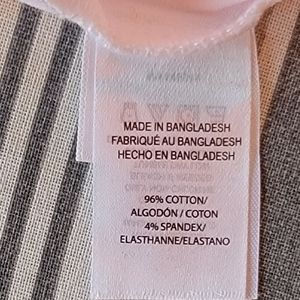 MADE IN BANGLADESH
FABRIQUÉ AU BANGLADESH
HECHO EN BANGLADESH
96% COTTON/
ALGODÓN / COTON
4% SPANDEX/
ELASTHANNE/ELASTANO